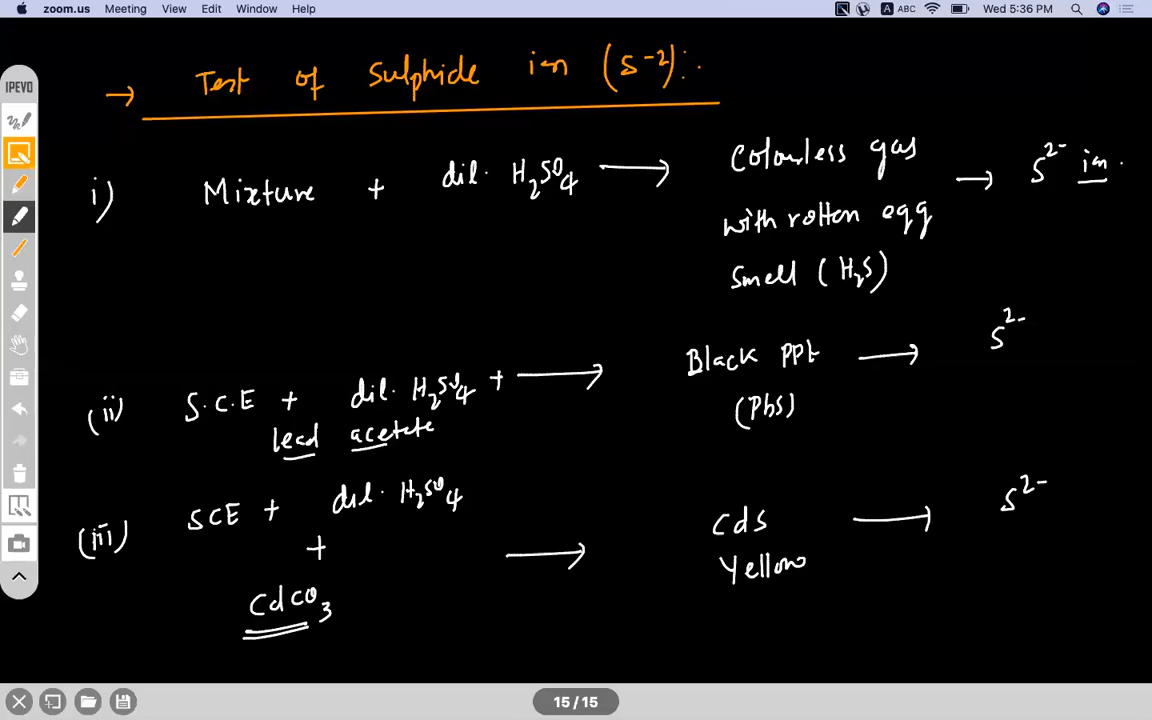 zoom.us Meeting View Edit Window Help A ABC Wed 5:36 PM
IPEVO
→ Test of Sulphide ion (S-2):.
i) Mixture + dil. H2SO4 → Colourless gas → S2- ion.
with rotten egg
smell (H2S)
(ii) S.C.E + dil. H2SO4 + → Black ppt → S2-
lead acetate (PbS)
(iii) SCE + dil. H2SO4 CdS → S2-
+ → Yellow
CdCO3
15 / 15